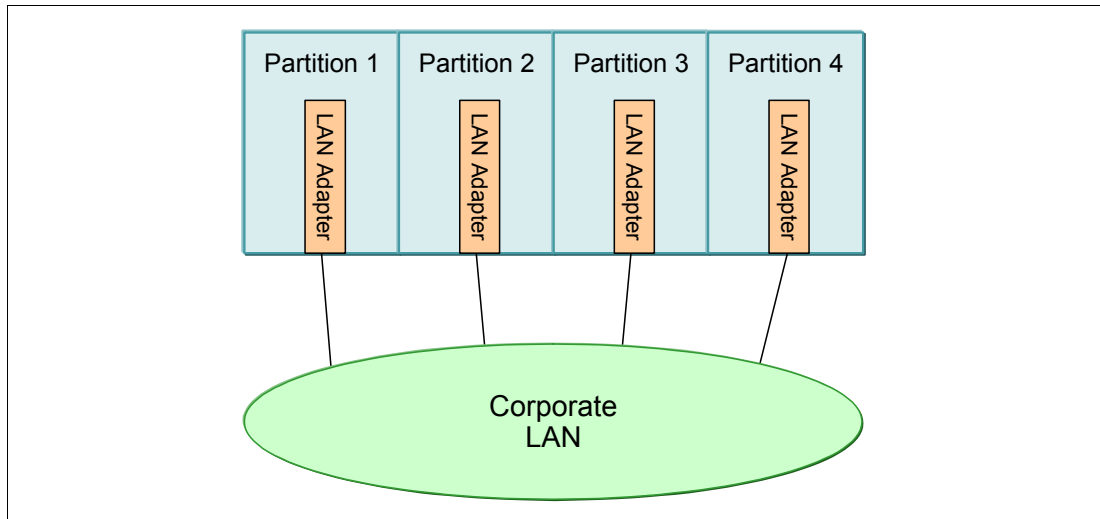 Partition 1
Partition 2
Partition 3
Partition 4
LAN Adapter
LAN Adapter
LAN Adapter
LAN Adapter
Corporate
LAN